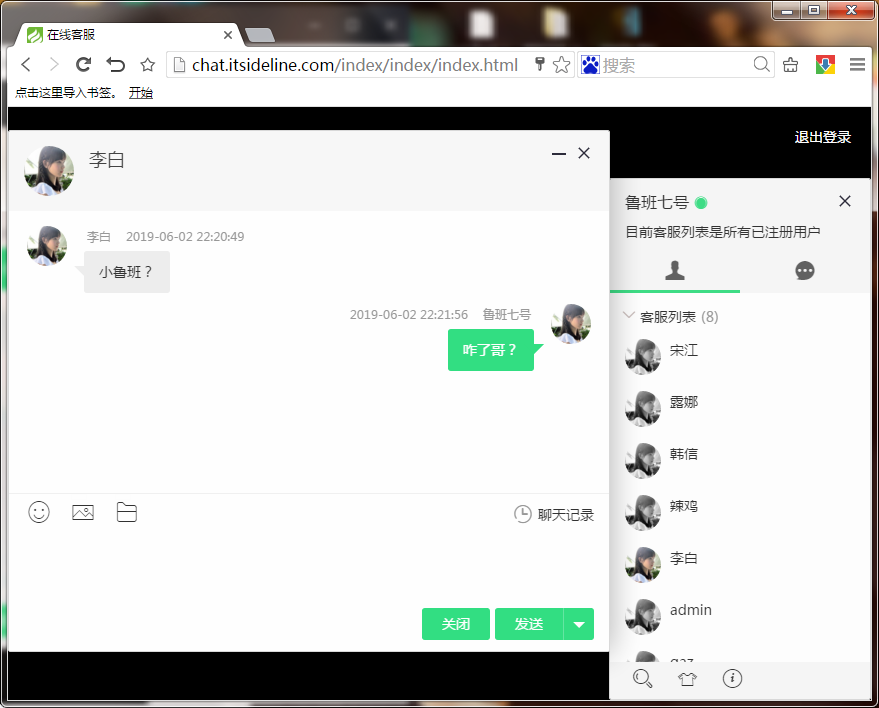 在线客服
chat.itsideline.com/index/index/index.html
搜索
点击这里导入书签。 开始
退出登录
李白
李白 2019-06-02 22:20:49
小鲁班？
2019-06-02 22:21:56 鲁班七号
咋了哥？
聊天记录
关闭 发送
鲁班七号
目前客服列表是所有已注册用户
客服列表 (8)
宋江
露娜
韩信
辣鸡
李白
admin